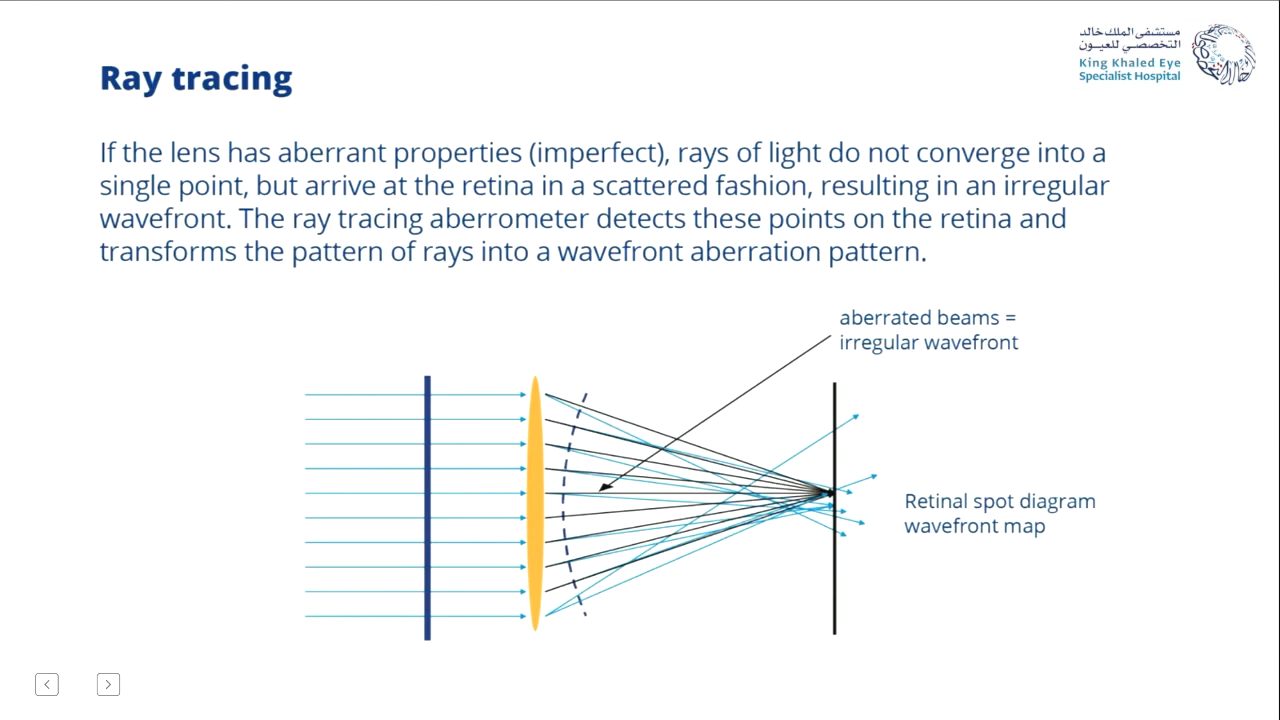 مستشفى الملك خالد
التخصصي للعيون
King Khaled Eye
Specialist Hospital
Ray tracing
If the lens has aberrant properties (imperfect), rays of light do not converge into a
single point, but arrive at the retina in a scattered fashion, resulting in an irregular
wavefront. The ray tracing aberrometer detects these points on the retina and
transforms the pattern of rays into a wavefront aberration pattern.
aberrated beams =
irregular wavefront
Retinal spot diagram
wavefront map